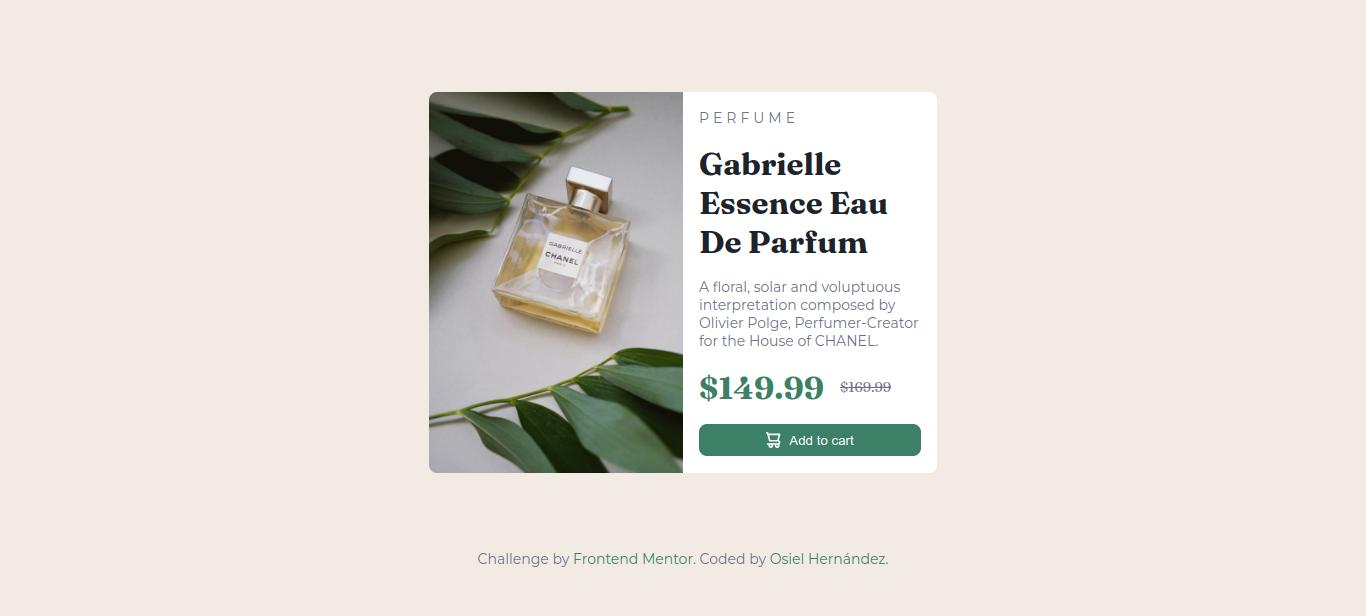 GABRIELLE
CHANEL
PARIS
PERFUME
Gabrielle
Essence Eau
De Parfum
A floral, solar and voluptuous
interpretation composed by
Olivier Polge, Perfumer-Creator
for the House of CHANEL.
$149.99 $169.99
Add to cart
Challenge by Frontend Mentor. Coded by Osiel Hernández.